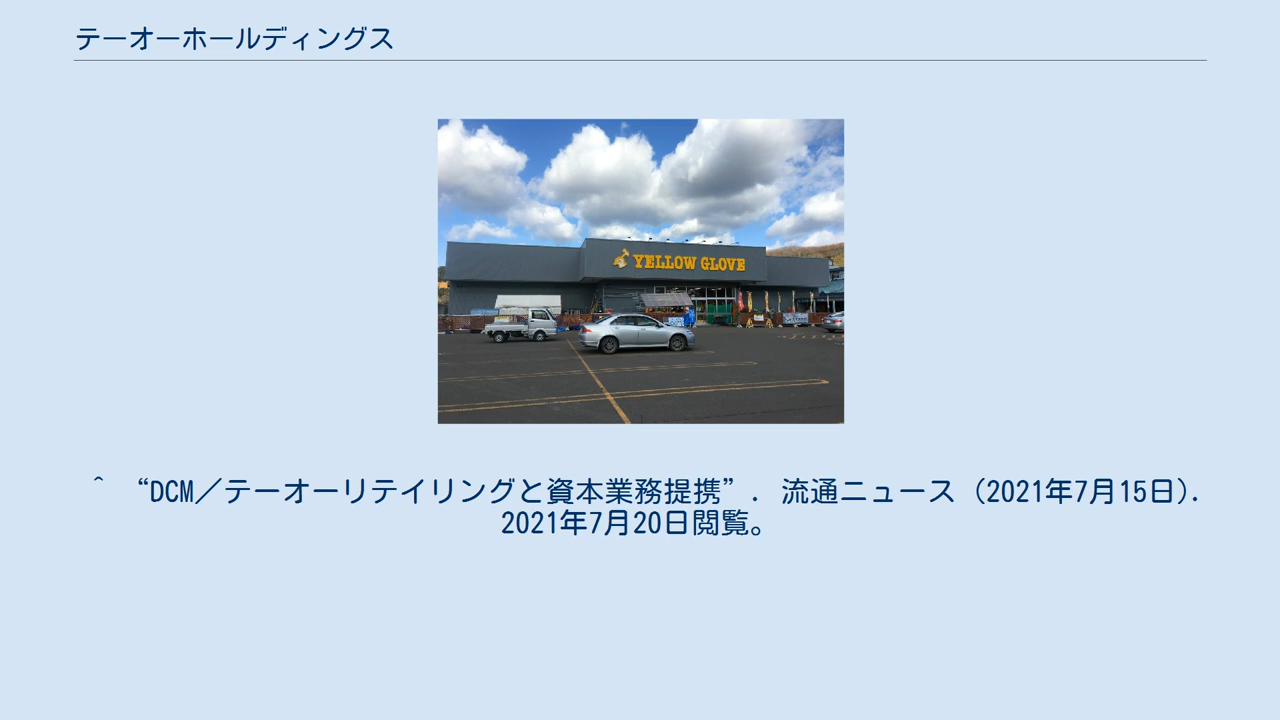 テーオーホールディングス
YELLOW GLOVE
^ “DCM／テーオーリテイリングと資本業務提携”. 流通ニュース (2021年7月15日).
2021年7月20日閲覧。